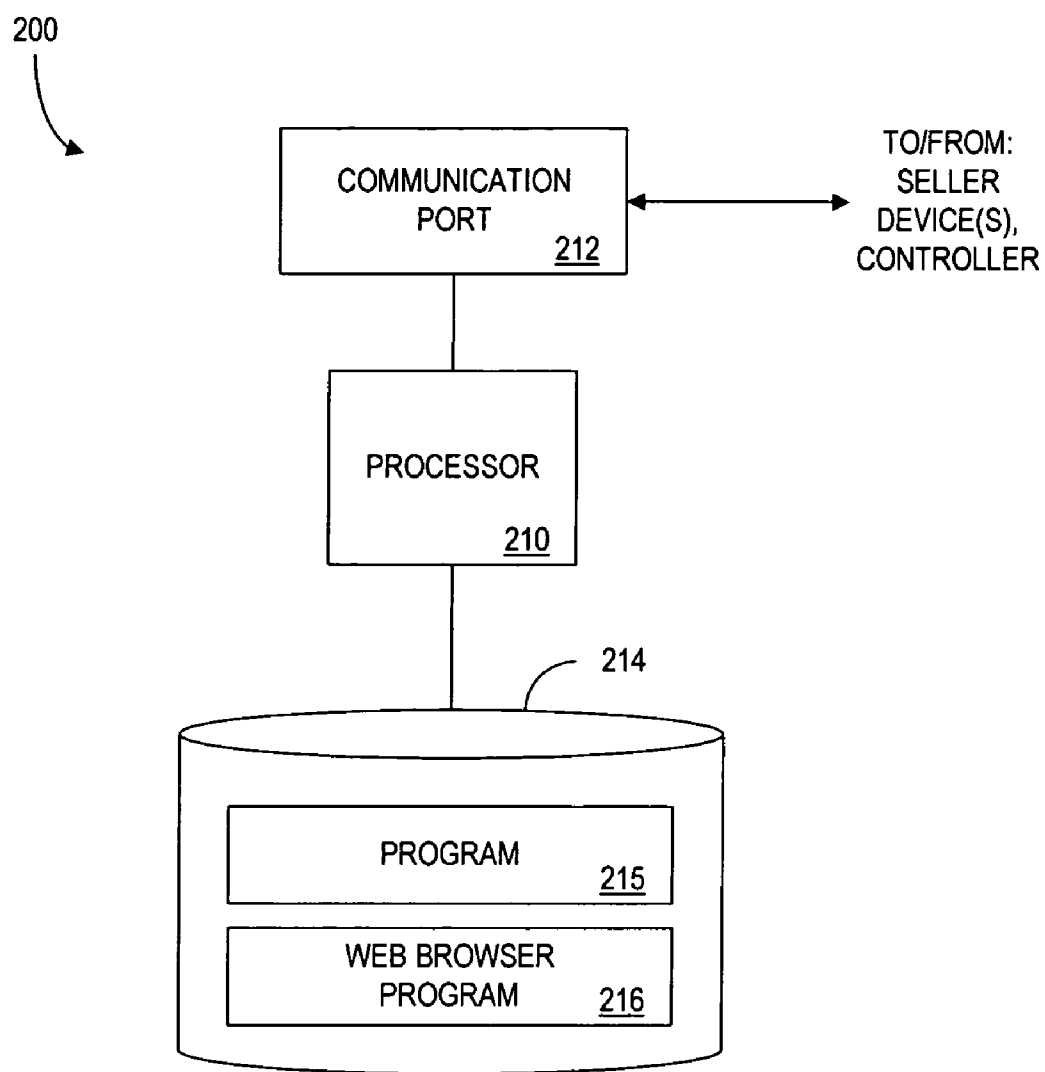 200
COMMUNICATION
PORT
212
TO/FROM:
SELLER
DEVICE(S),
CONTROLLER
PROCESSOR
210
214
PROGRAM
215
WEB BROWSER
PROGRAM
216